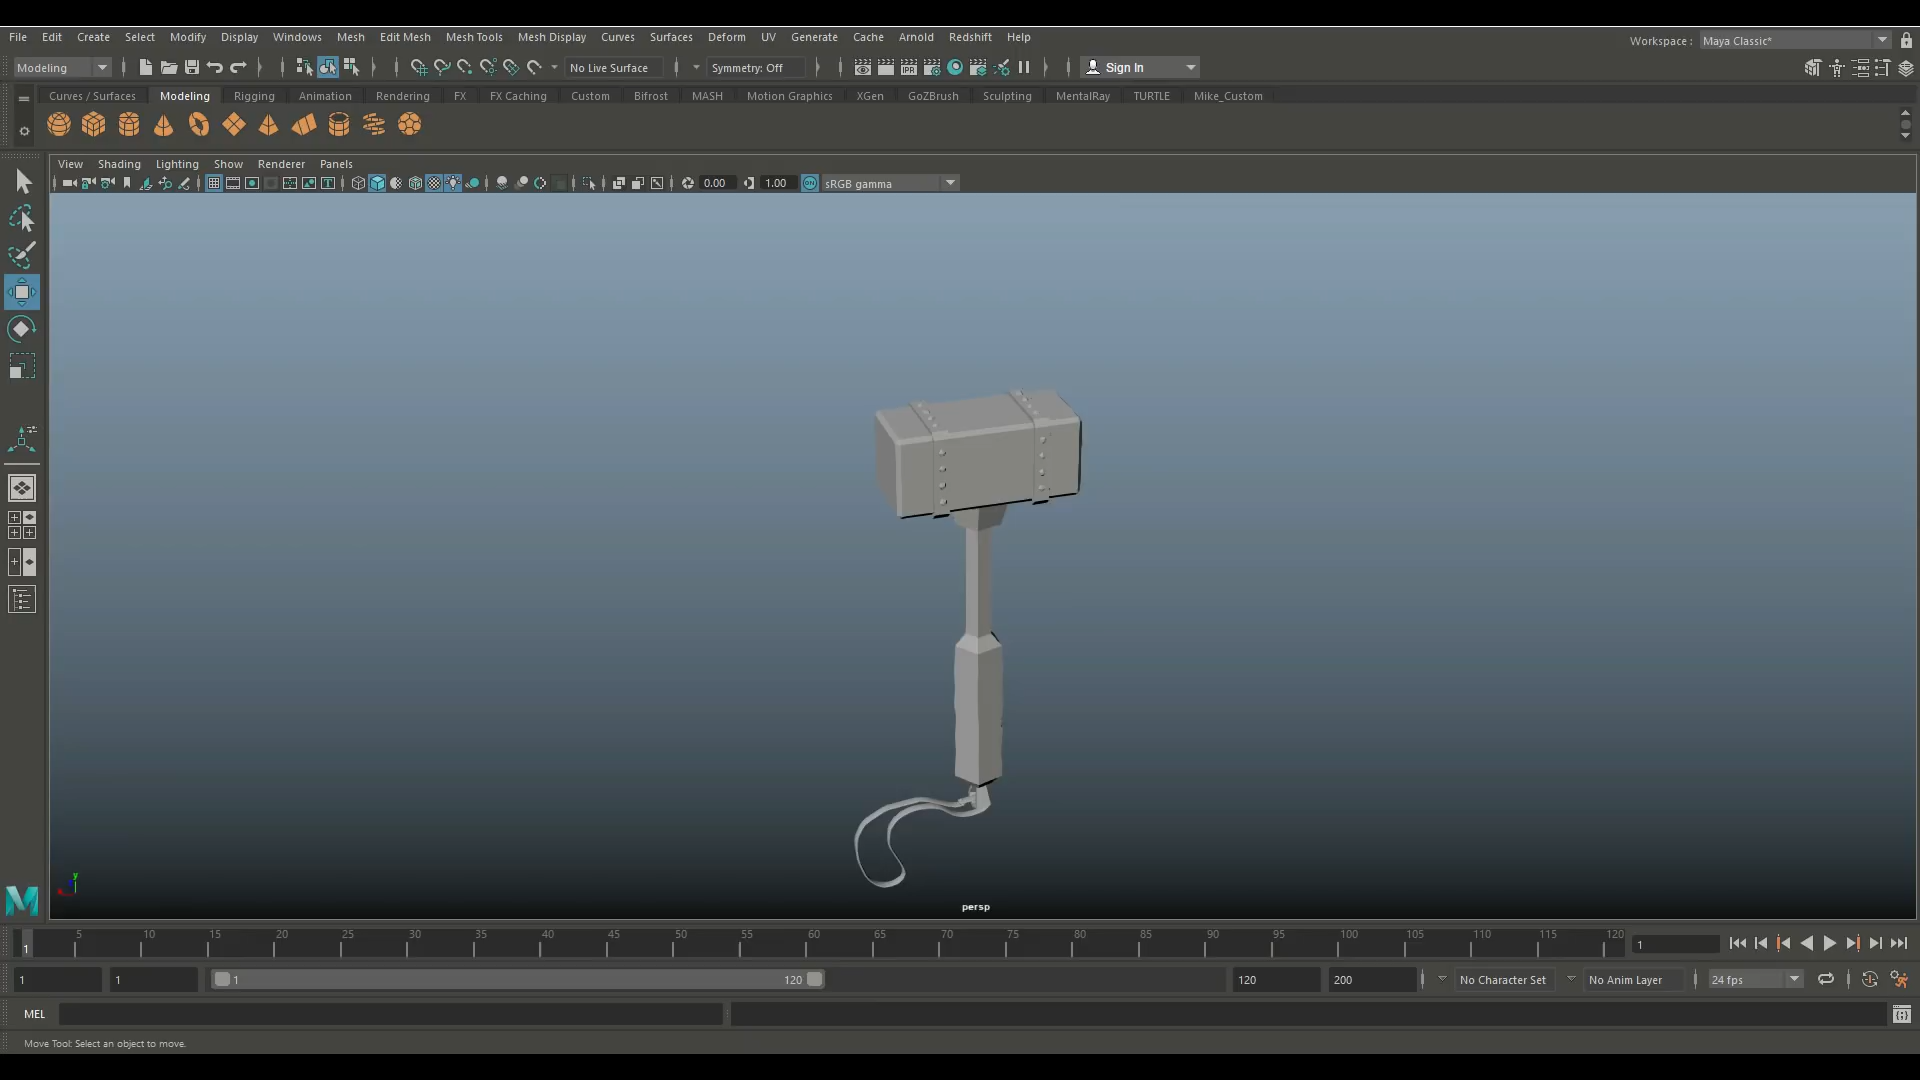 File Edit Create Select Modify Display Windows Mesh Edit Mesh Mesh Tools Mesh Display Curves Surfaces Deform UV Generate Cache Arnold Redshift Help
Workspace : Maya Classic*
Modeling No Live Surface Symmetry: Off IPR Sign In
Curves / Surfaces Modeling Rigging Animation Rendering FX FX Caching Custom Bifrost MASH Motion Graphics XGen GoZBrush Sculpting MentalRay TURTLE Mike_Custom
View Shading Lighting Show Renderer Panels
0.00 1.00 ON sRGB gamma
y
persp
5 10 15 20 25 30 35 40 45 50 55 60 65 70 75 80 85 90 95 100 105 110 115 120
1 1
1 1 1 120 120 200 No Character Set No Anim Layer 24 fps
MEL
Move Tool: Select an object to move.